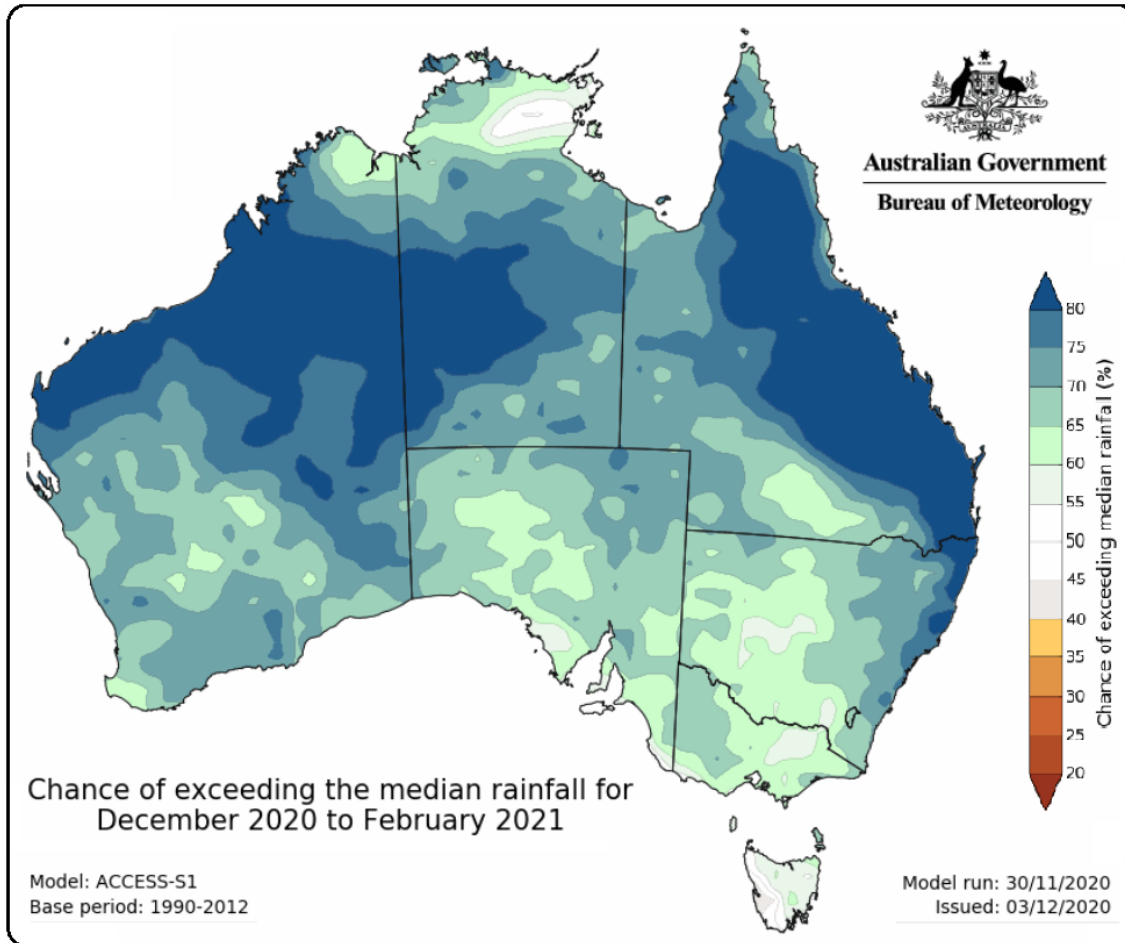 AUSTRALIA
Australian Government
Bureau of Meteorology
80
75
70
65
60
55
50
45
40
35
30
25
20
Chance of exceeding median rainfall (%)
Chance of exceeding the median rainfall for
December 2020 to February 2021
Model: ACCESS-S1
Base period: 1990-2012
Model run: 30/11/2020
Issued: 03/12/2020